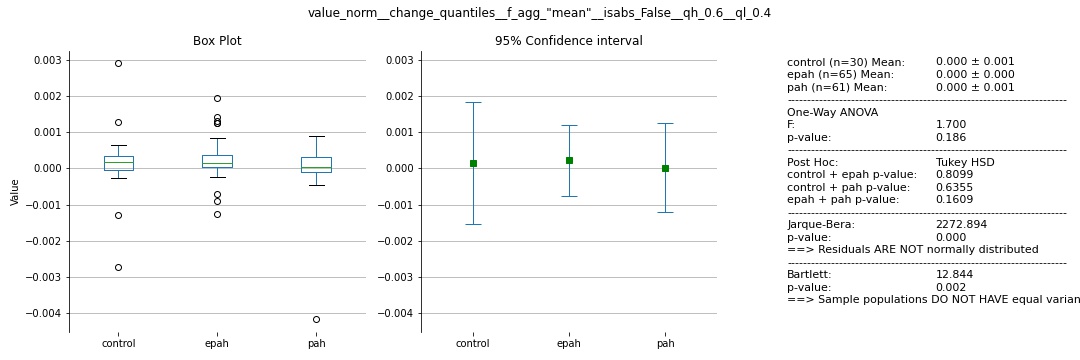 value_norm__change_quantiles__f_agg_"mean"__isabs_False__qh_0.6__ql_0.4
Box Plot
0.003
0.002
0.001
0.000
−0.001
−0.002
−0.003
−0.004
Value
control epah pah
95% Confidence interval
0.003
0.002
0.001
0.000
−0.001
−0.002
−0.003
−0.004
control epah pah
control (n=30) Mean: 0.000 ± 0.001
epah (n=65) Mean: 0.000 ± 0.000
pah (n=61) Mean: 0.000 ± 0.001
One-Way ANOVA
F: 1.700
p-value: 0.186
Post Hoc: Tukey HSD
control + epah p-value: 0.8099
control + pah p-value: 0.6355
epah + pah p-value: 0.1609
Jarque-Bera: 2272.894
p-value: 0.000
==> Residuals ARE NOT normally distributed
Bartlett: 12.844
p-value: 0.002
==> Sample populations DO NOT HAVE equal varian